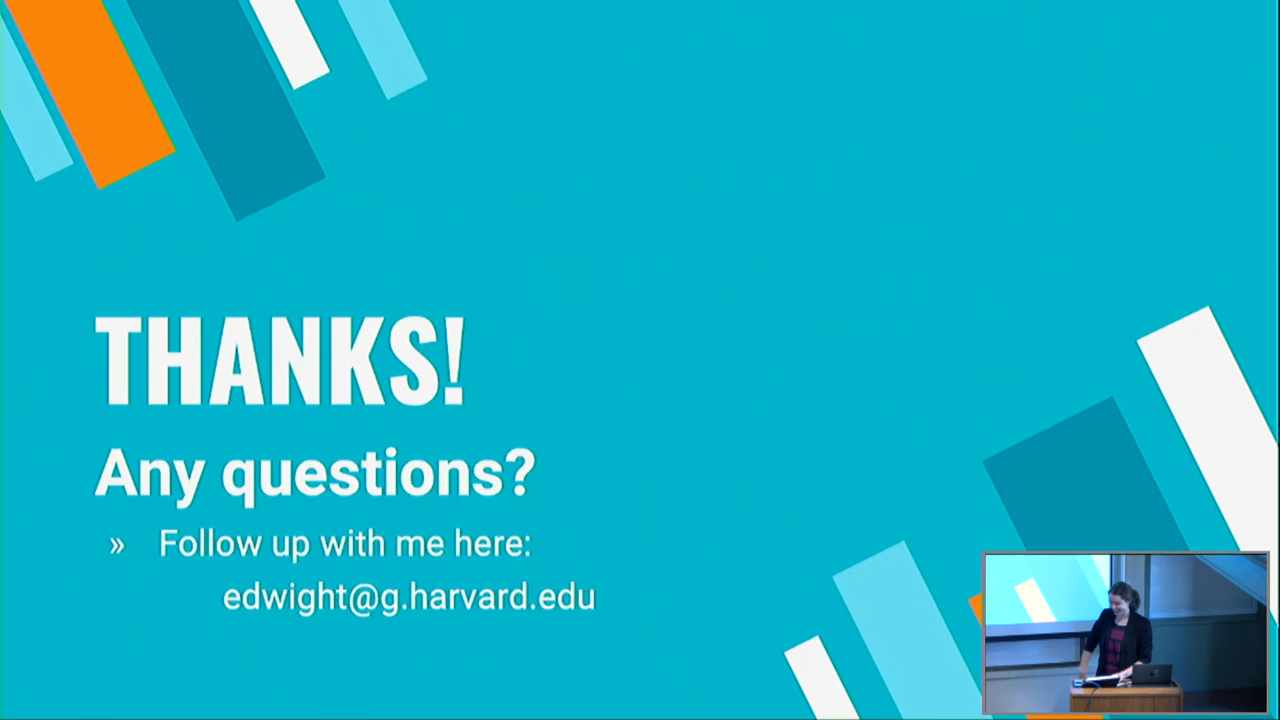 THANKS!
Any questions?
» Follow up with me here:
edwight@g.harvard.edu